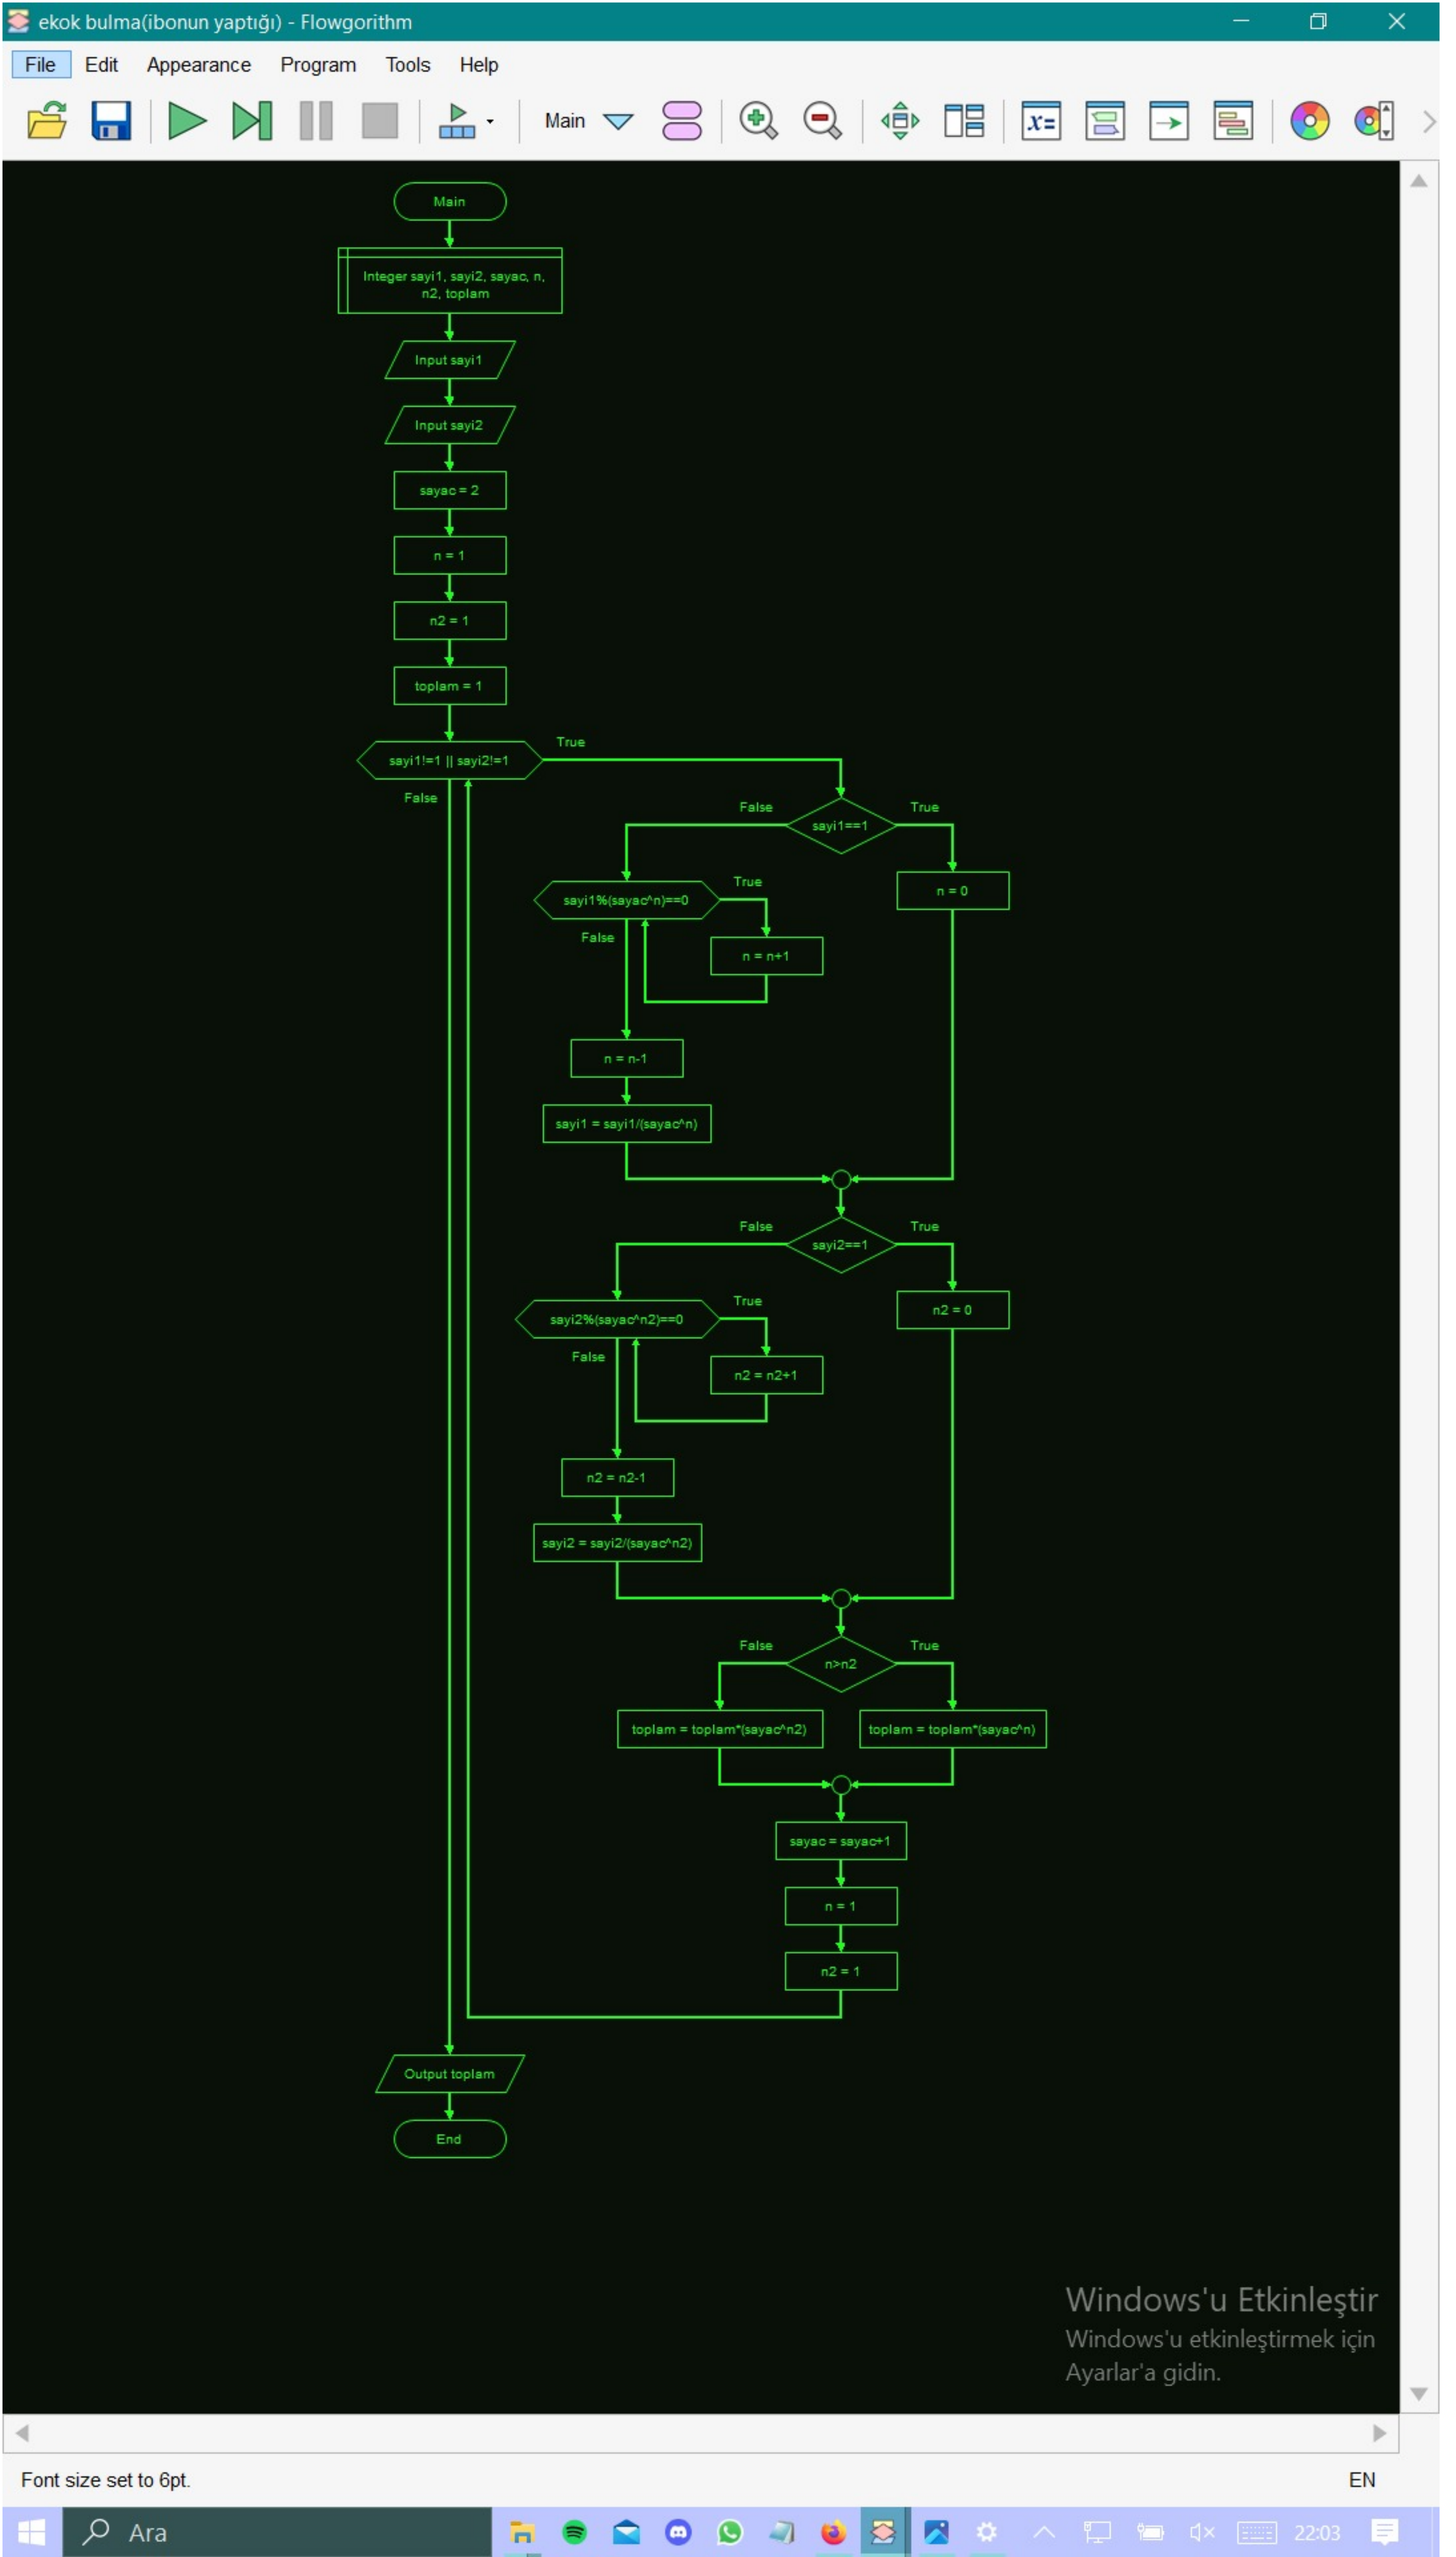 ekok bulma(ibonun yaptığı) - Flowgorithm
File Edit Appearance Program Tools Help
Main
x=
Main
Integer sayi1, sayi2, sayac, n,
n2, toplam
Input sayi1
Input sayi2
sayac = 2
n = 1
n2 = 1
toplam = 1
sayi1!=1 || sayi2!=1
True
False
sayi1==1
False
True
n = 0
sayi1%(sayac^n)==0
True
False
n = n+1
n = n-1
sayi1 = sayi1/(sayac^n)
sayi2==1
False
True
n2 = 0
sayi2%(sayac^n2)==0
True
False
n2 = n2+1
n2 = n2-1
sayi2 = sayi2/(sayac^n2)
n>n2
False
True
toplam = toplam*(sayac^n2)
toplam = toplam*(sayac^n)
sayac = sayac+1
n = 1
n2 = 1
Output toplam
End
Windows'u Etkinleştir
Windows'u etkinleştirmek için
Ayarlar'a gidin.
Font size set to 6pt.
EN
Ara
22:03